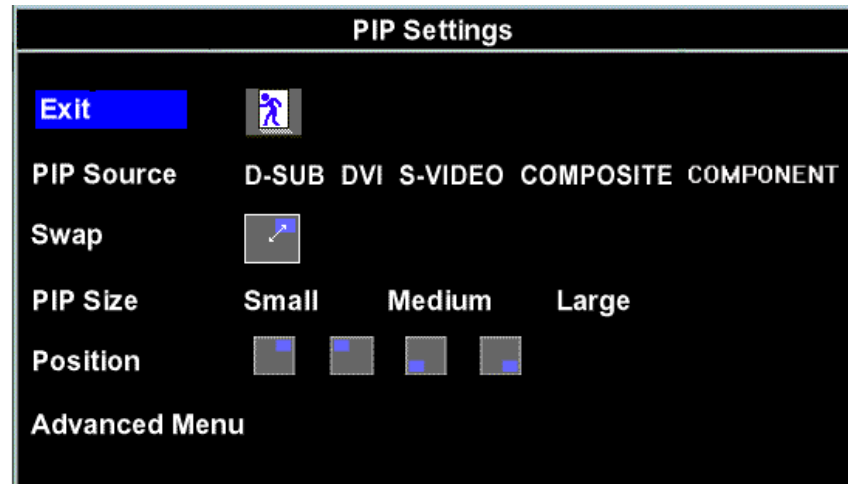 PIP Settings
Exit
PIP Source D-SUB DVI S-VIDEO COMPOSITE COMPONENT
Swap
PIP Size Small Medium Large
Position
Advanced Menu